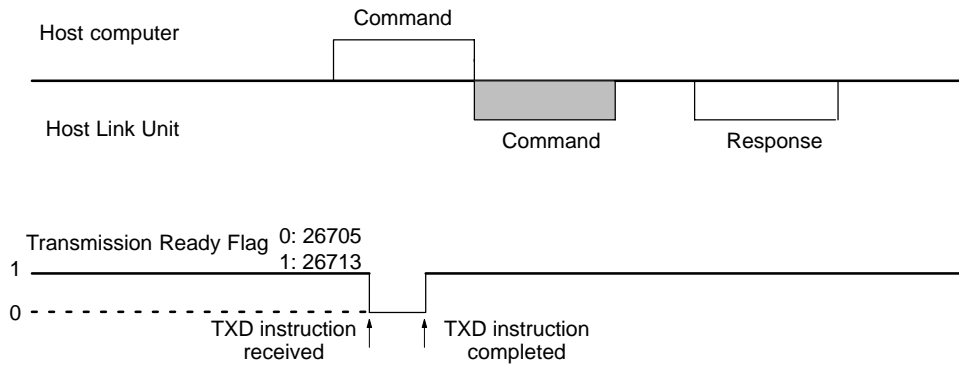 Command
Host computer
Host Link Unit
Command
Response
Transmission Ready Flag
0: 26705
1: 26713
1
0
TXD instruction
received
TXD instruction
completed